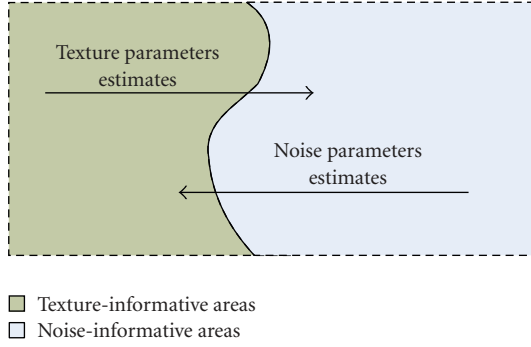 Texture parameters
estimates
Noise parameters
estimates
Texture-informative areas
Noise-informative areas